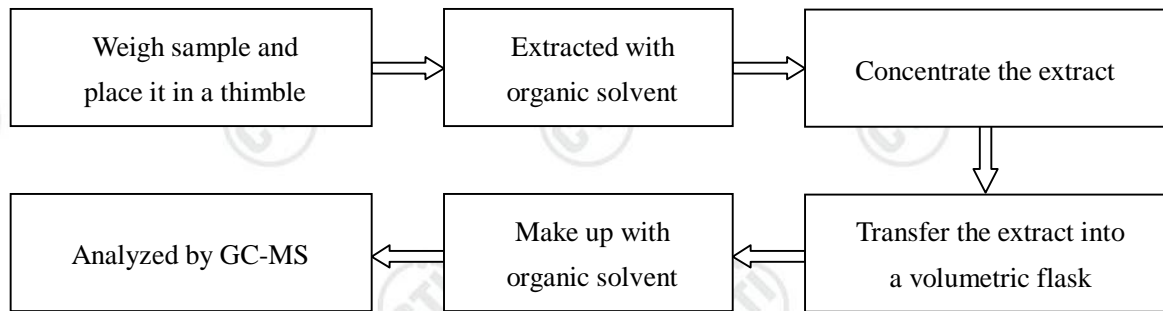 Weigh sample and
place it in a thimble
Extracted with
organic solvent
Concentrate the extract
Transfer the extract into
a volumetric flask
Make up with
organic solvent
Analyzed by GC-MS